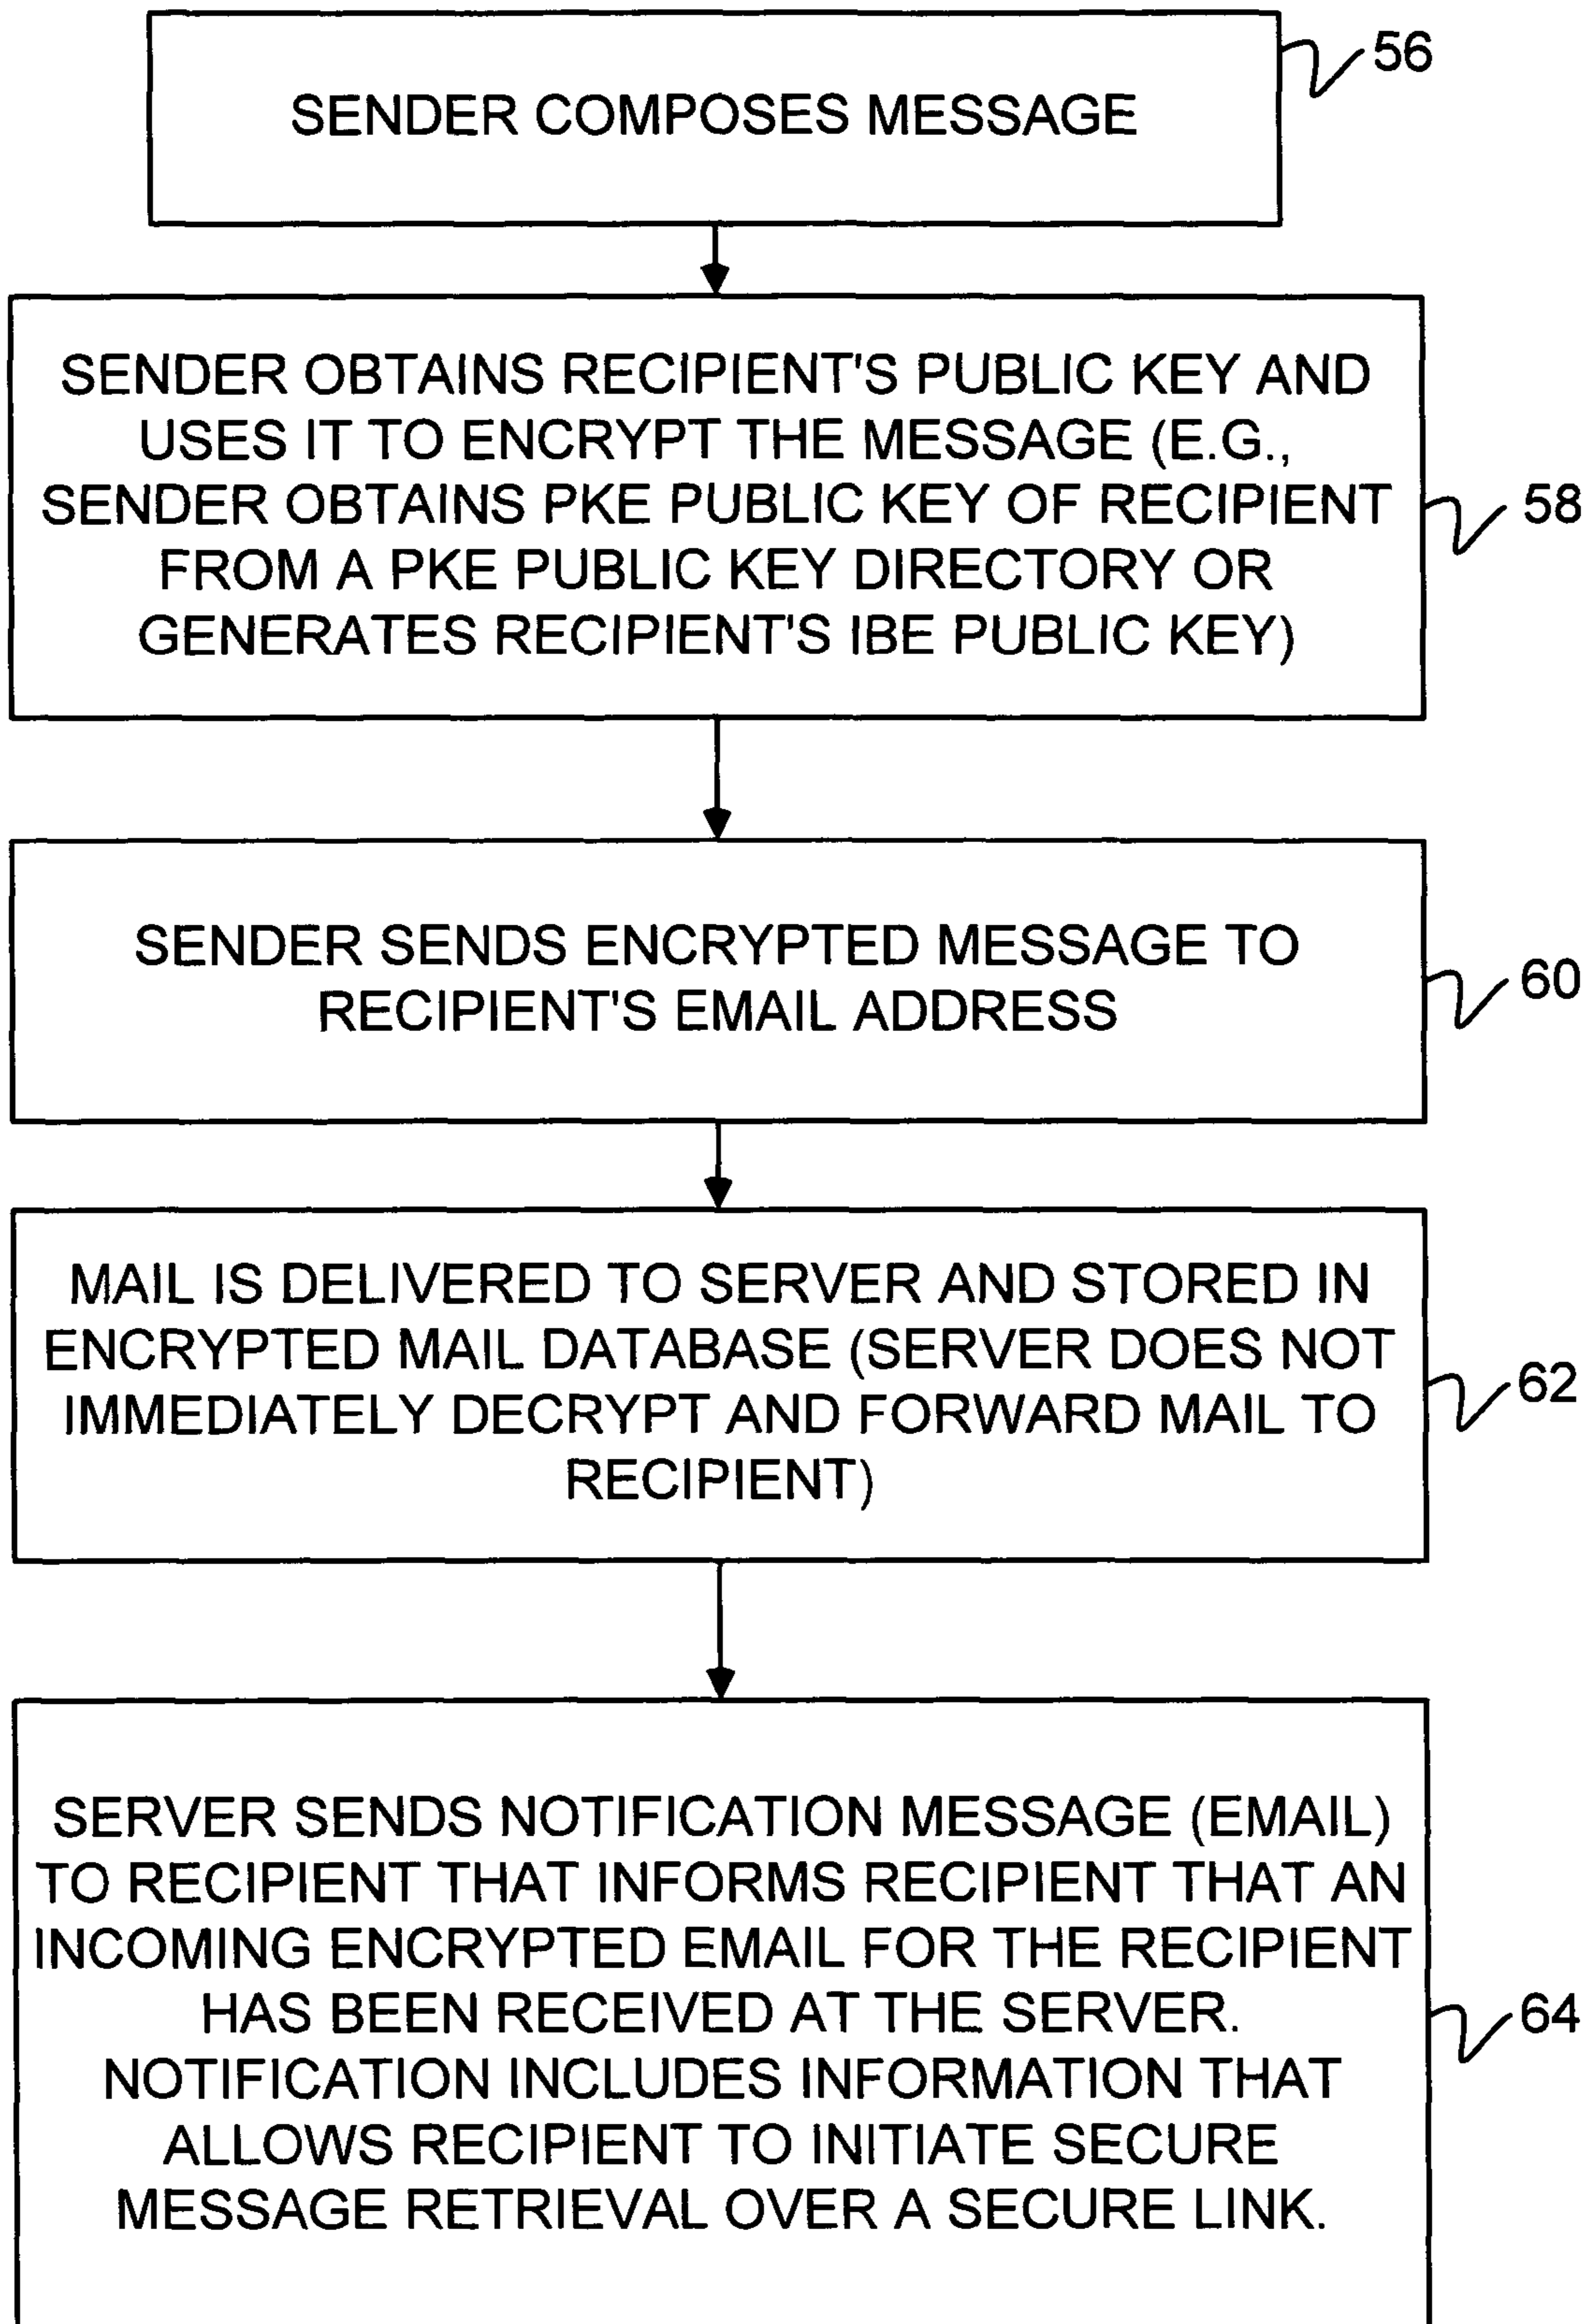 SENDER COMPOSES MESSAGE
56
SENDER OBTAINS RECIPIENT'S PUBLIC KEY AND
USES IT TO ENCRYPT THE MESSAGE (E.G.,
SENDER OBTAINS PKE PUBLIC KEY OF RECIPIENT
FROM A PKE PUBLIC KEY DIRECTORY OR
GENERATES RECIPIENT'S IBE PUBLIC KEY)
58
SENDER SENDS ENCRYPTED MESSAGE TO
RECIPIENT'S EMAIL ADDRESS
60
MAIL IS DELIVERED TO SERVER AND STORED IN
ENCRYPTED MAIL DATABASE (SERVER DOES NOT
IMMEDIATELY DECRYPT AND FORWARD MAIL TO
RECIPIENT)
62
SERVER SENDS NOTIFICATION MESSAGE (EMAIL)
TO RECIPIENT THAT INFORMS RECIPIENT THAT AN
INCOMING ENCRYPTED EMAIL FOR THE RECIPIENT
HAS BEEN RECEIVED AT THE SERVER.
NOTIFICATION INCLUDES INFORMATION THAT
ALLOWS RECIPIENT TO INITIATE SECURE
MESSAGE RETRIEVAL OVER A SECURE LINK.
64